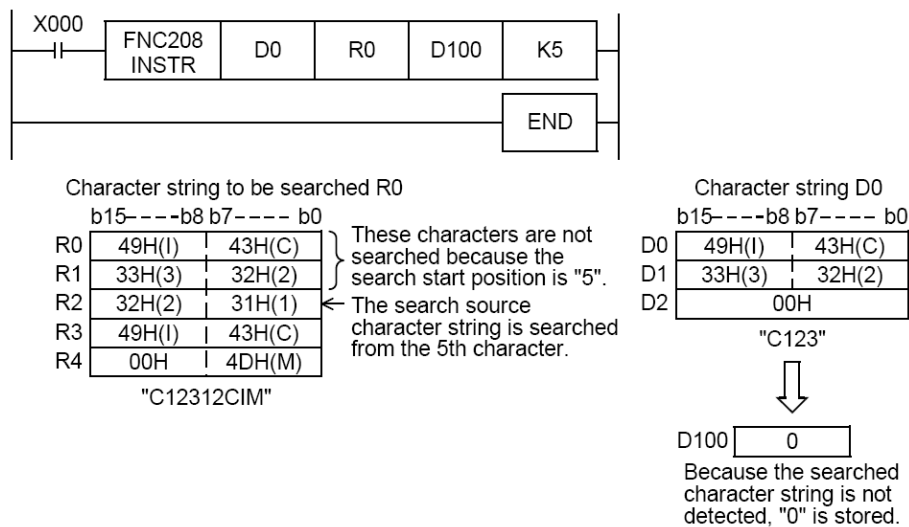 X000
FNC208 INSTR D0 R0 D100 K5
END
Character string to be searched R0
b15----b8 b7---- b0
R0 49H(I) 43H(C)
R1 33H(3) 32H(2)
R2 32H(2) 31H(1)
R3 49H(I) 43H(C)
R4 00H 4DH(M)
"C12312CIM"
These characters are not
searched because the
search start position is "5".
The search source
character string is searched
from the 5th character.
Character string D0
b15----b8 b7---- b0
D0 49H(I) 43H(C)
D1 33H(3) 32H(2)
D2 00H
"C123"
D100 0
Because the searched
character string is not
detected, "0" is stored.